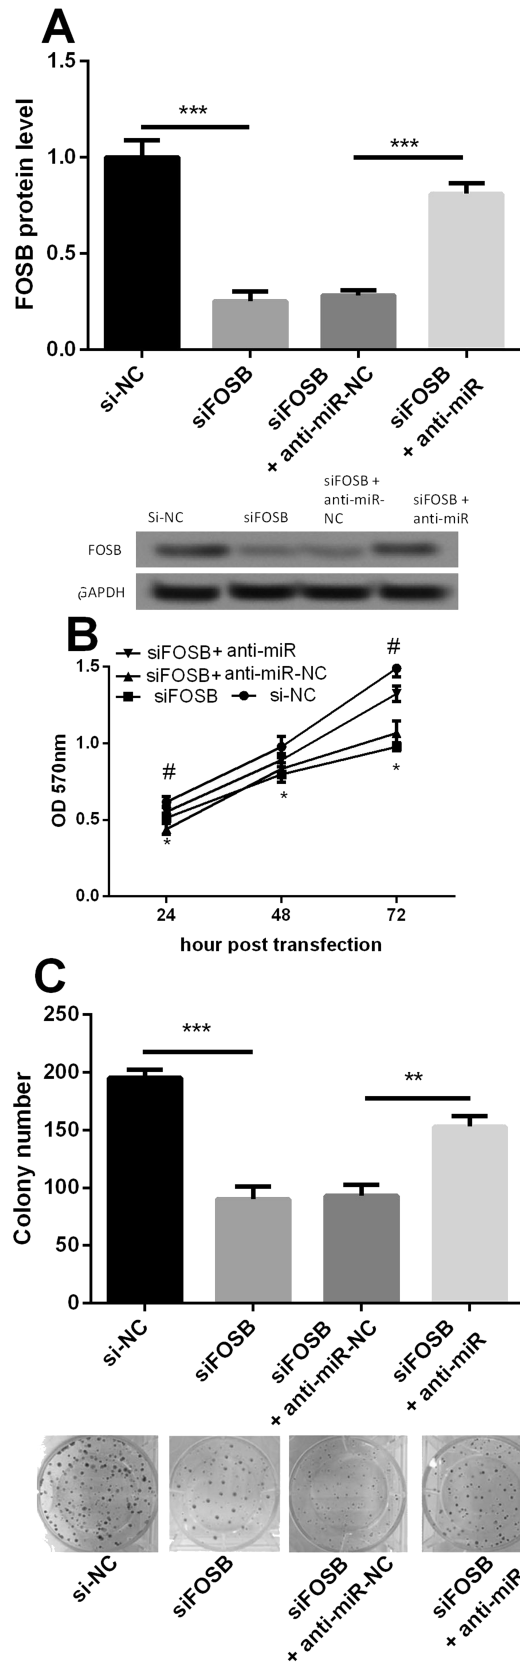 A
FOSB protein level
1.5
1.0
0.5
0.0
***
***
si-NC
siFOSB
siFOSB
+ anti-miR-NC
siFOSB
+ anti-miR
Si-NC
siFOSB
siFOSB +
anti-miR-
NC
siFOSB +
anti-miR
FOSB
GAPDH
B
siFOSB+ anti-miR
siFOSB+ anti-miR-NC
siFOSB
si-NC
OD 570nm
1.5
1.0
0.5
0.0
#
*
*
#
*
24
48
72
hour post transfection
C
Colony number
250
200
150
100
50
0
***
**
si-NC
siFOSB
siFOSB
+ anti-miR-NC
siFOSB
+ anti-miR
si-NC
siFOSB
siFOSB
+ anti-miR-NC
siFOSB
+ anti-miR